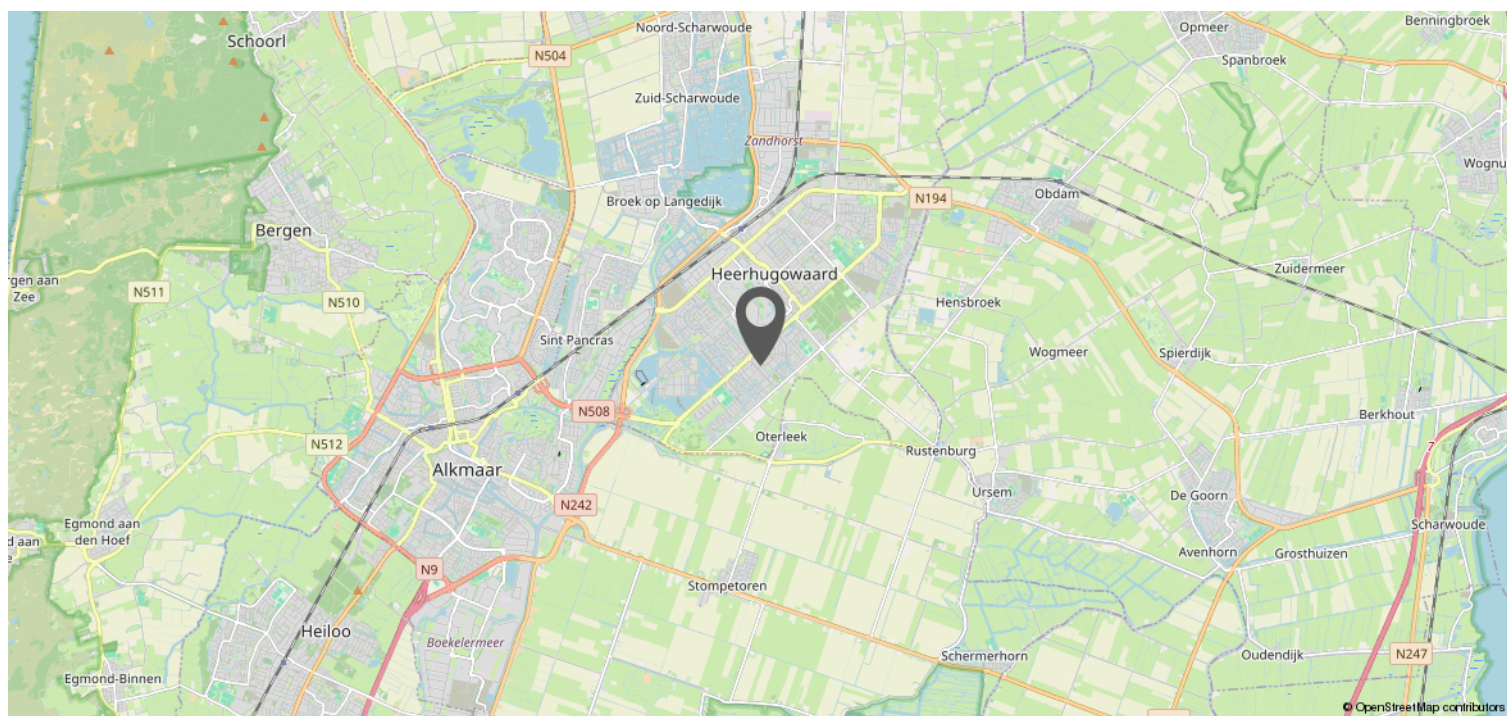 Benningbroek
Opmeer
Noord-Scharwoude
Schoorl
N504
Spanbroek
Zuid-Scharwoude
Zandhorst
Wognu
Obdam
N194
Broek op Langedijk
Bergen
Zuidermeer
Heerhugowaard
rgen aan
Zee
N511
N510
Hensbroek
Sint Pancras
Wogmeer
Spierdijk
N508
Berkhout
Oterleek
N512
7
Rustenburg
Alkmaar
Ursem
De Goorn
N242
Egmond aan
den Hoef
Scharwoude
d aan
e
Avenhorn
Grosthuizen
N9
Stompetoren
Heiloo
Boekelermeer
Schermerhorn
Oudendijk
N247
Egmond-Binnen
© OpenStreetMap contributors